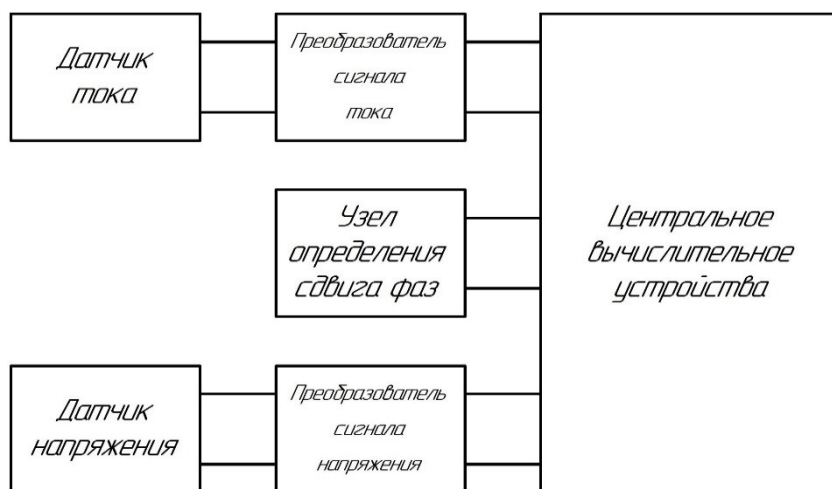 Датчик
тока
Преобразователь
сигнала
тока
Узел
определения
сдвига фаз
Центральное
вычислительное
устройства
Датчик
напряжения
Преобразователь
сигнала
напряжения